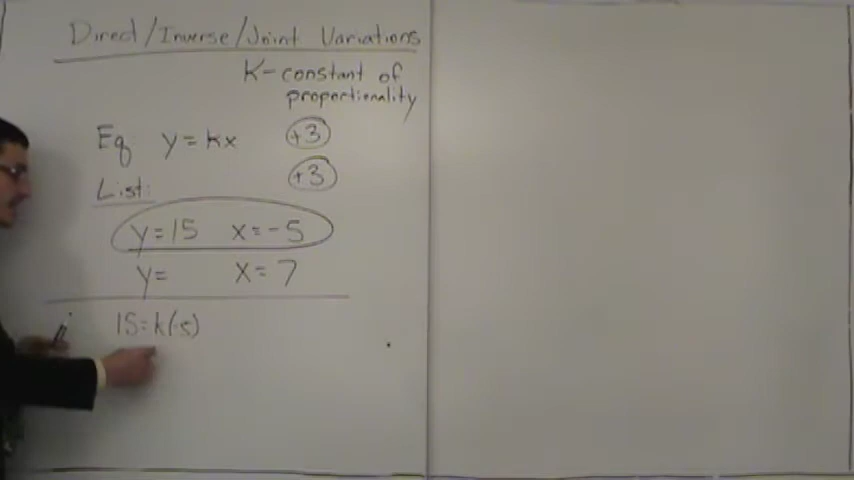 Direct/Inverse/Joint Variations
K-constant of
proportionality
Eq y=kx +3
List: +3
y=15 x=-5
y= x=7
15=k(-5)